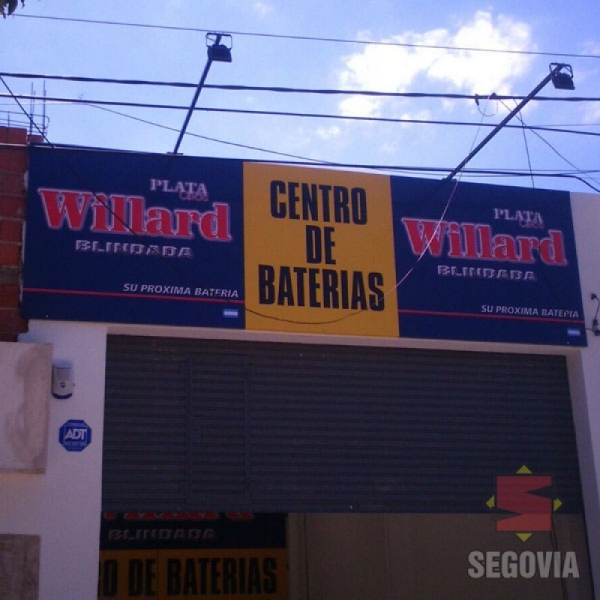 PLATA
Willard
BLINDADA
SU PROXIMA BATERIA
CENTRO
DE
BATERIAS
PLATA
Willard
BLINDADA
SU PROXIMA BATERIA
ADT
BLINDADA
O DE BATERIAS
SEGOVIA